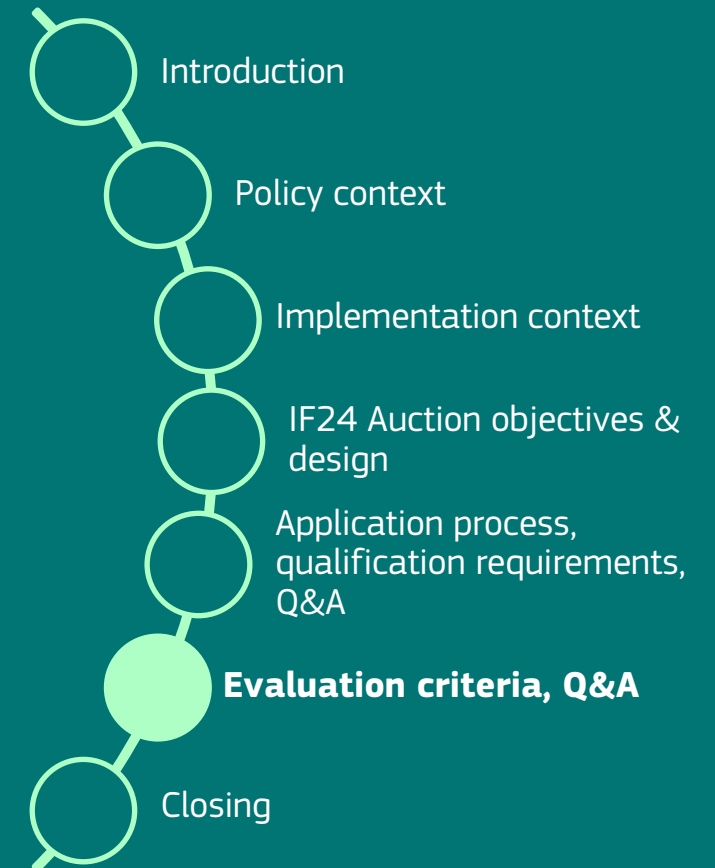 Introduction
Policy context
Implementation context
IF24 Auction objectives &
design
Application process,
qualification requirements,
Q&A
Evaluation criteria, Q&A
Closing